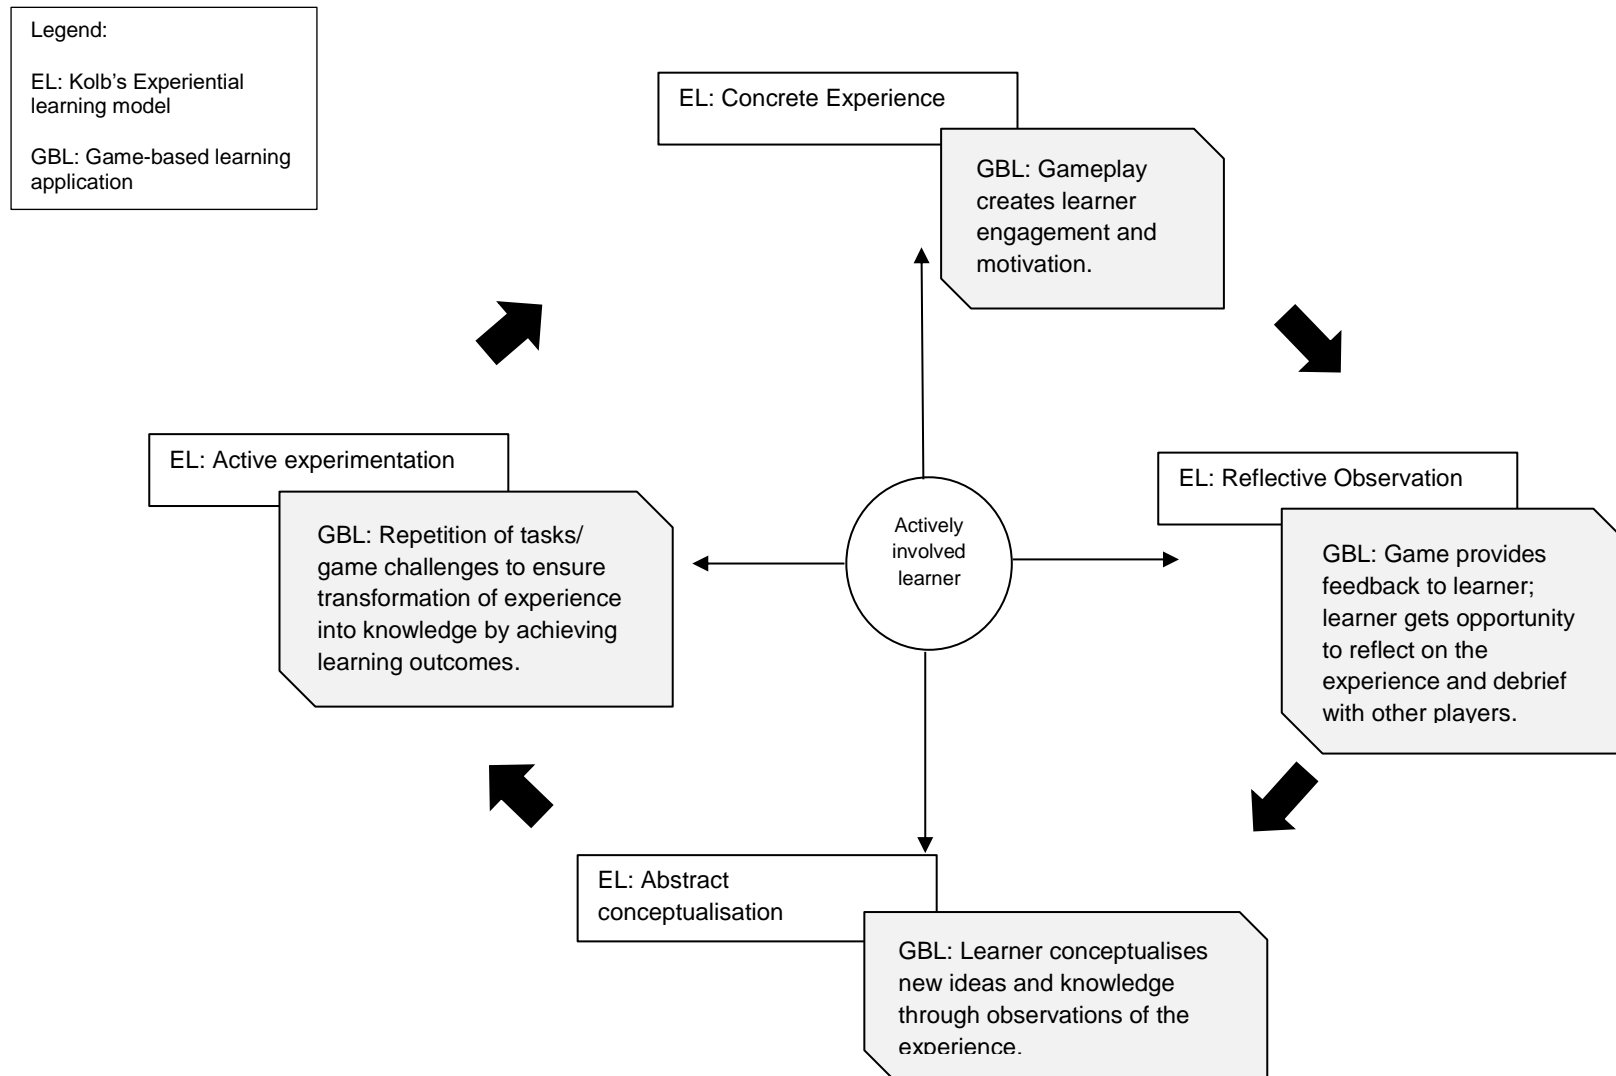 Legend:
EL: Kolb’s Experiential
learning model
GBL: Game-based learning
application
EL: Concrete Experience
GBL: Gameplay
creates learner
engagement and
motivation.
EL: Active experimentation
GBL: Repetition of tasks/
game challenges to ensure
transformation of experience
into knowledge by achieving
learning outcomes.
Actively
involved
learner
EL: Reflective Observation
GBL: Game provides
feedback to learner;
learner gets opportunity
to reflect on the
experience and debrief
with other players.
EL: Abstract
conceptualisation
GBL: Learner conceptualises
new ideas and knowledge
through observations of the
experience.